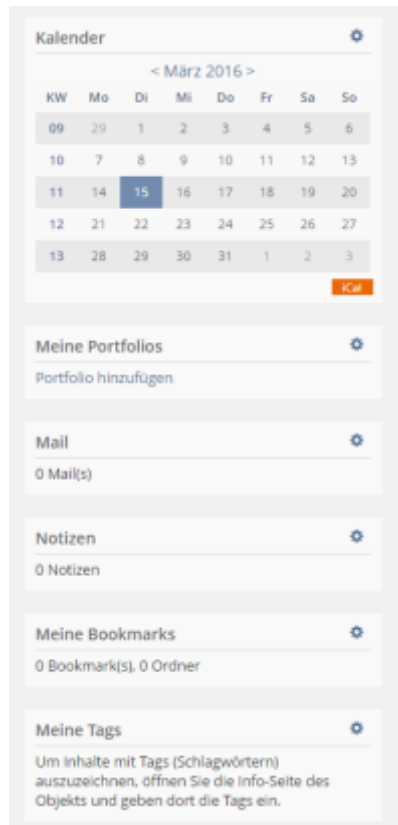 Kalender
< März 2016 >
KW Mo Di Mi Do Fr Sa So
09 29 1 2 3 4 5 6
10 7 8 9 10 11 12 13
11 14 15 16 17 18 19 20
12 21 22 23 24 25 26 27
13 28 29 30 31 1 2 3
iCal
Meine Portfolios
Portfolio hinzufügen
Mail
0 Mail(s)
Notizen
0 Notizen
Meine Bookmarks
0 Bookmark(s), 0 Ordner
Meine Tags
Um Inhalte mit Tags (Schlagwörtern)
auszuzeichnen, öffnen Sie die Info-Seite des
Objekts und geben dort die Tags ein.